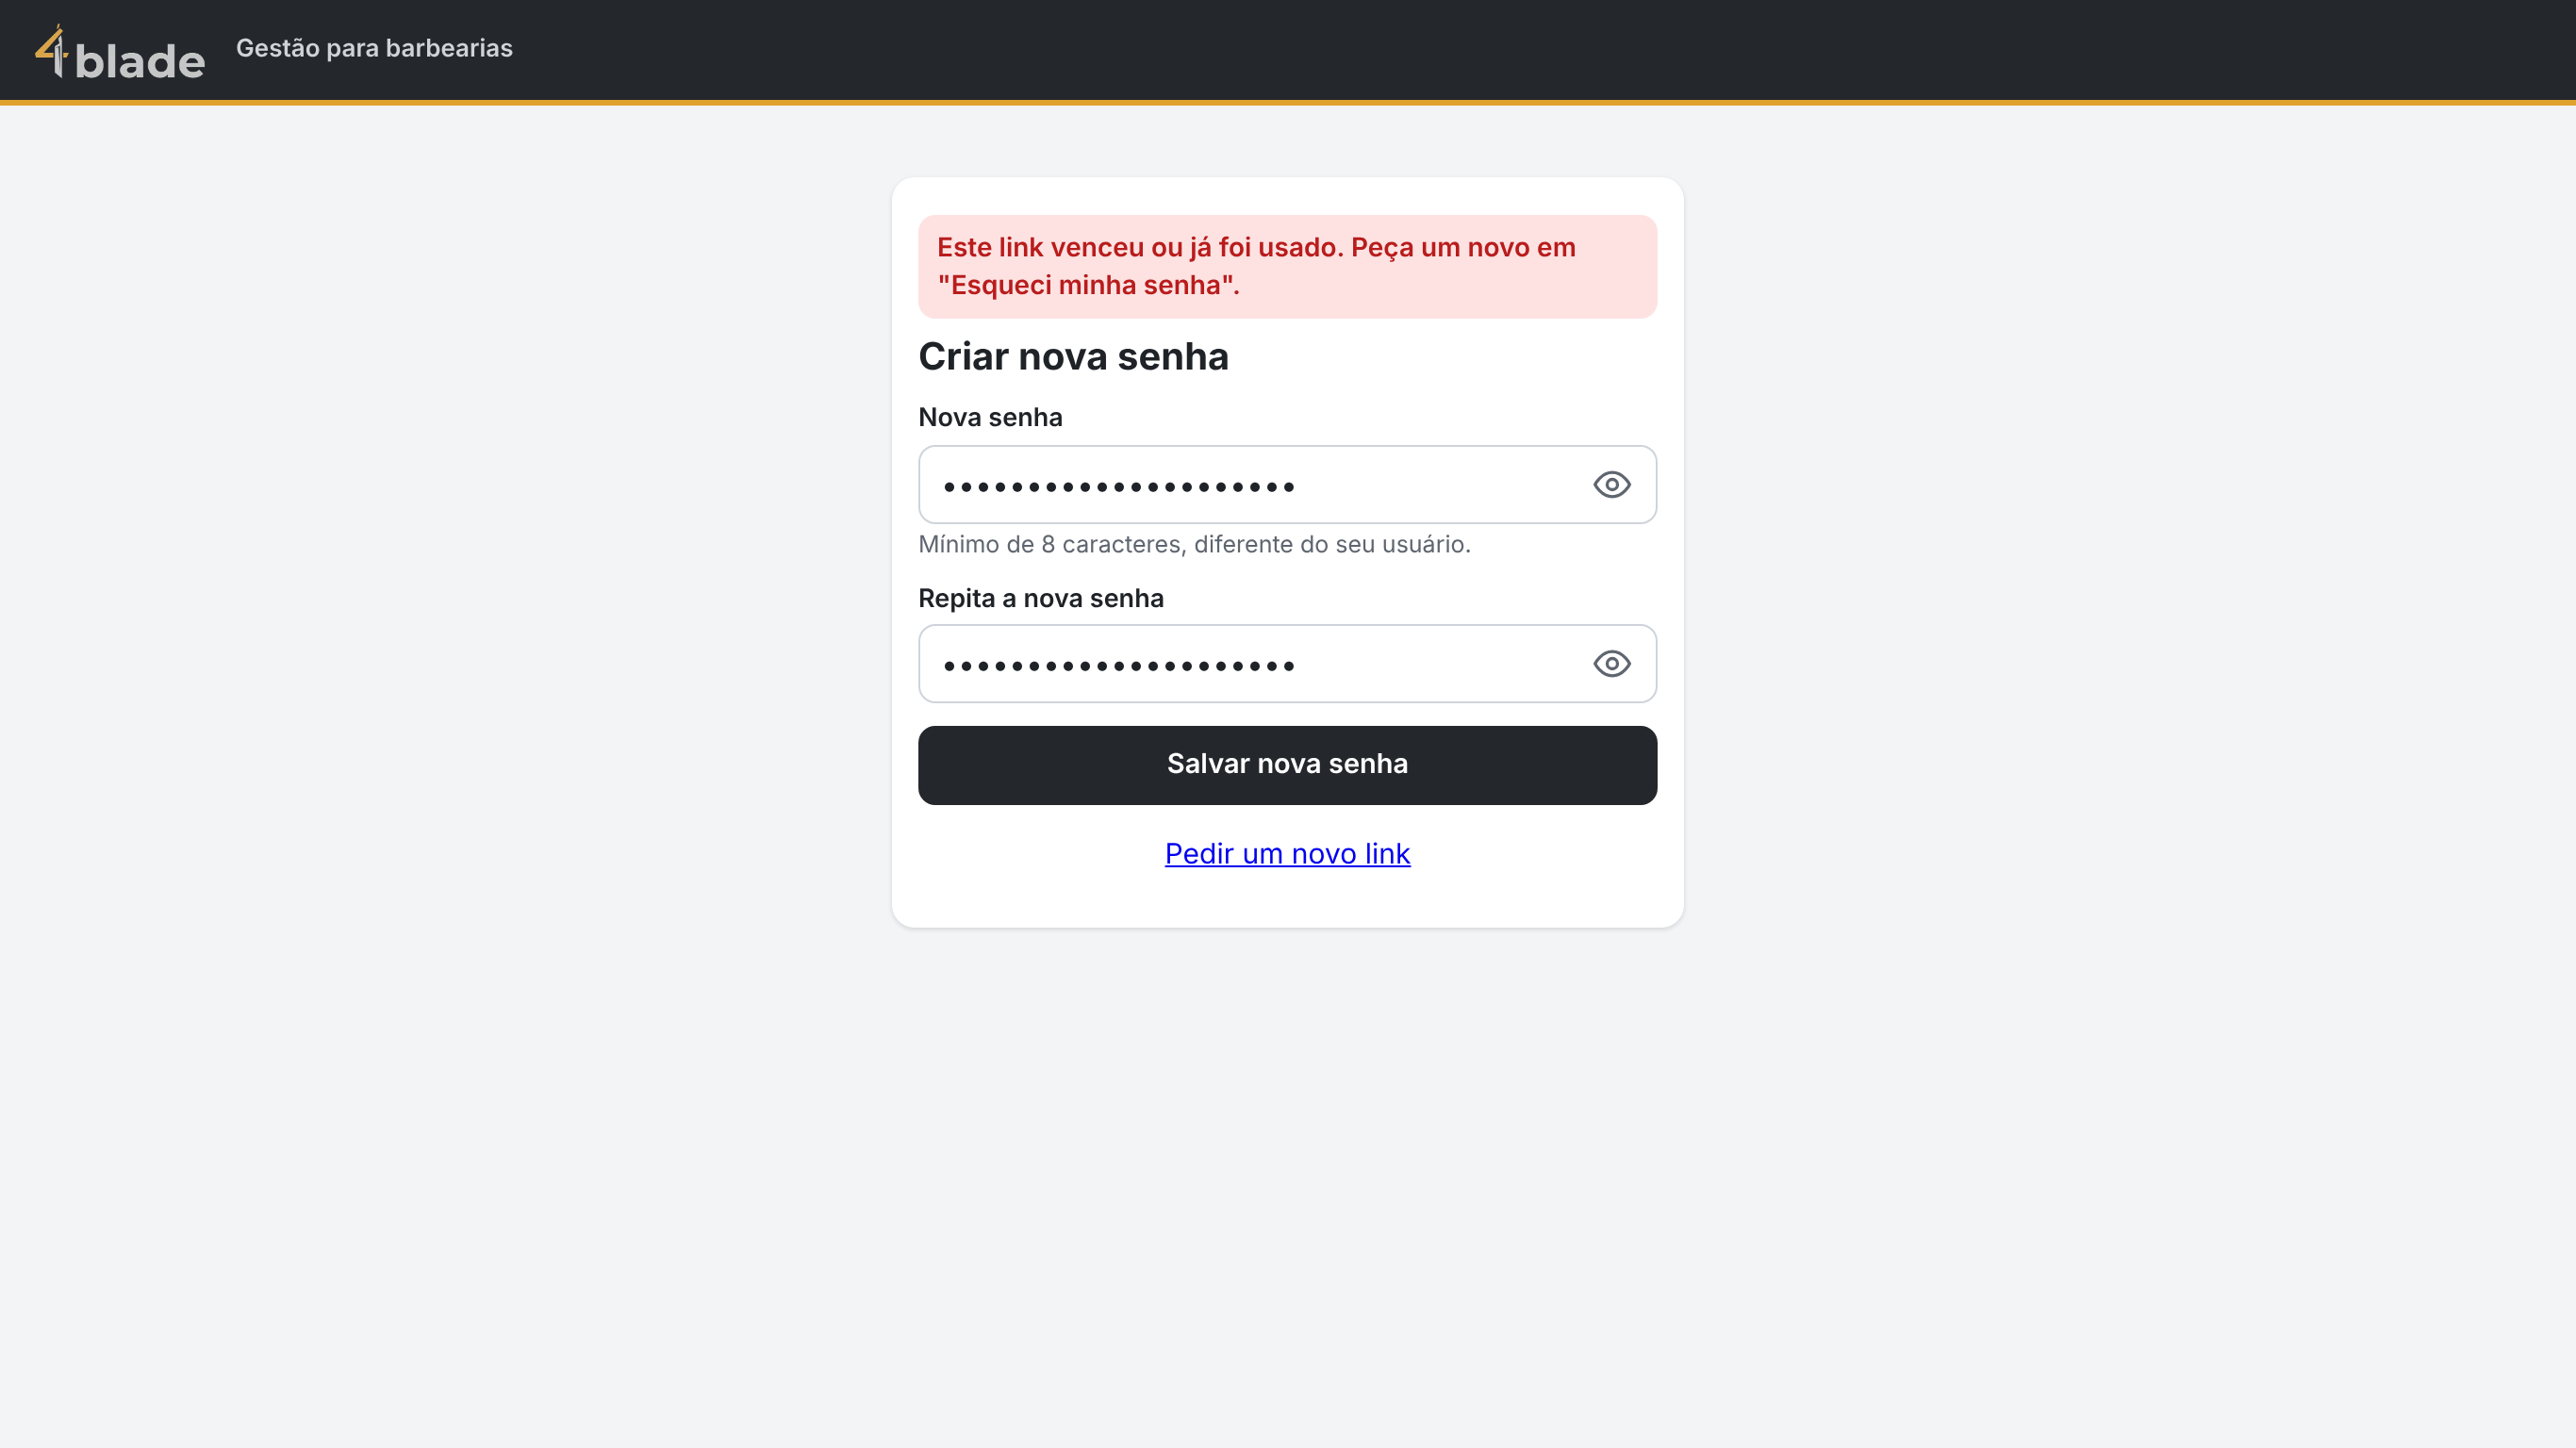 4blade
Gestão para barbearias
Este link venceu ou já foi usado. Peça um novo em
"Esqueci minha senha".
Criar nova senha
Nova senha
•••••••••••••••••••••
Mínimo de 8 caracteres, diferente do seu usuário.
Repita a nova senha
•••••••••••••••••••••
Salvar nova senha
Pedir um novo link